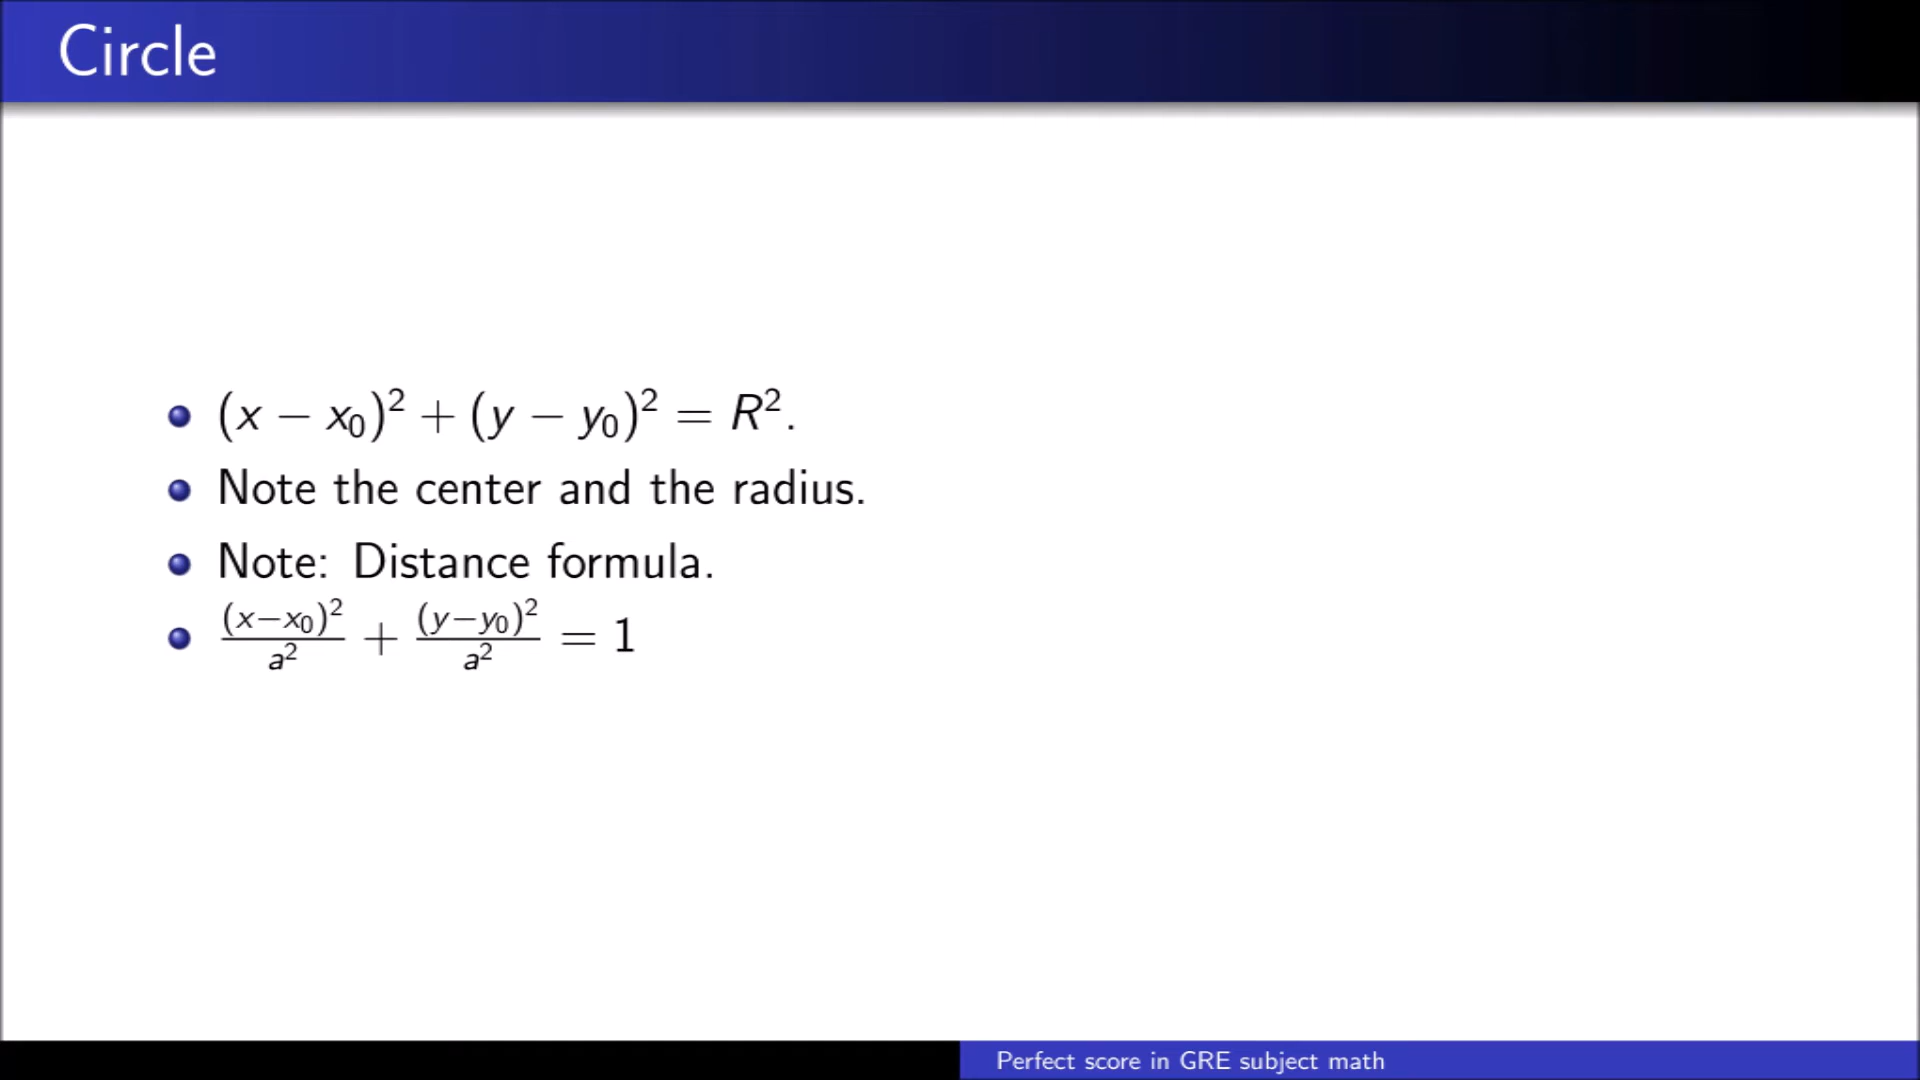 Circle
• (x − x₀)² + (y − y₀)² = R².
• Note the center and the radius.
• Note: Distance formula.
• (x−x₀)²/a² + (y−y₀)²/a² = 1
Perfect score in GRE subject math